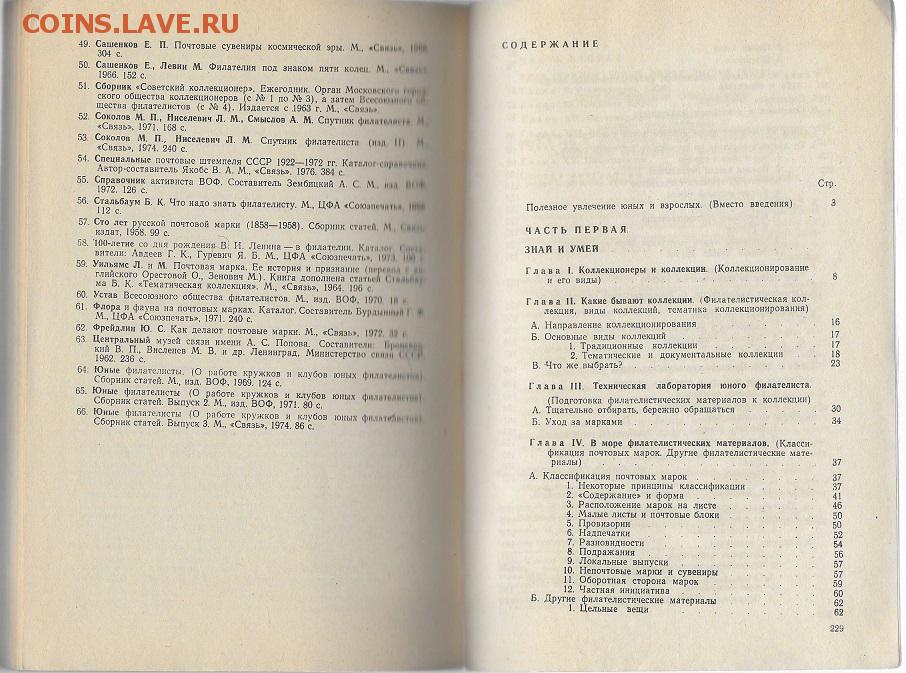 COINS.LAVE.RU
49. Сашенков Е. П. Почтовые сувениры космической эры. М., «Связь»,
304 с.
50. Сашенков Е., Левин М. Филателия под знаком пяти колец. М., «Связь»,
1966. 152 с.
51. Сборник «Советский коллекционер». Ежегодник. Орган Московского
общества коллекционеров (с № 1 по № 3), а затем Всесоюзного
щества филателистов (с № 4). Издается с 1963 г. М., «Связь».
52. Соколов М. П., Ниселевич Л. М., Смыслов А. М. Спутник филателиста. М.,
«Связь», 1971. 168 с.
53. Соколов М. П., Ниселевич Л. М. Спутник филателиста (изд. II). М.,
«Связь», 1974. 240 с.
54. Специальные почтовые штемпеля СССР 1922—1972 гг. Каталог-справочник.
Автор-составитель Якобс В. А. М., «Связь». 1976. 384 с.
55. Справочник активиста ВОФ. Составитель Зембицкий А. С. М., изд. ВОФ,
1972. 126 с.
56. Стальбаум Б. К. Что надо знать филателисту. М., ЦФА «Союзпечать»,
112 с.
57. Сто лет русской почтовой марки (1858—1958). Сборник статей. М.,
издат, 1958. 99 с.
58. 100-летие со дня рождения В. И. Ленина — в филателии. Каталог.
вители: Авдеев Г. К., Гуревич Я. Б. М., ЦФА «Союзпечать», 1973.
59. Уильямс Л. и М. Почтовая марка. Ее история и признание (перевод с
глийского Орестовой О., Зенович М.). Книга дополнена статьей
ма Б. К. «Тематическая коллекция». М., «Связь», 1964. 196 с.
60. Устав Всесоюзного общества филателистов. М., изд. ВОФ, 1970.
61. Флора и фауна на почтовых марках. Каталог. Составитель
М., ЦФА «Союзпечать», 1971. 240 с.
62. Фрейдлин Ю. С. Как делают почтовые марки. М., «Связь», 1972.
63. Центральный музей связи имени А. С. Попова. Составители:
кий В. П., Висленев М. В. и др. Ленинград, Министерство связи СССР,
1962. 236 с.
64. Юные филателисты. (О работе кружков и клубов юных филателистов).
Сборник статей. М., изд. ВОФ, 1969. 124 с.
65. Юные филателисты (О работе кружков и клубов юных филателистов).
Сборник статей. Выпуск 2. М., изд. ВОФ, 1971. 80 с.
66. Юные филателисты (О работе кружков и клубов юных филателистов).
Сборник статей. Выпуск 3. М., «Связь», 1974. 86 с.
СОДЕРЖАНИЕ
Стр.
Полезное увлечение юных и взрослых. (Вместо введения) 3
ЧАСТЬ ПЕРВАЯ
ЗНАЙ И УМЕЙ
Глава I. Коллекционеры и коллекции. (Коллекционирование
и его виды) . . . . . . . . 8
Глава II. Какие бывают коллекции. (Филателистическая кол-
лекция, виды коллекций, тематика коллекционирования)
А. Направление коллекционирования . . . . 16
Б. Основные виды коллекций . . . . . 17
1. Традиционные коллекции . . . . 17
2. Тематические и документальные коллекции . . 18
В. Что же выбрать? . . . . . . . 23
Глава III. Техническая лаборатория юного филателиста.
(Подготовка филателистических материалов к коллекции)
А. Тщательно отбирать, бережно обращаться . . . 30
Б. Уход за марками . . . . . . . 34
Глава IV. В море филателистических материалов. (Класси-
фикация почтовых марок. Другие филателистические мате-
риалы) . . . . . . . . . 37
А. Классификация почтовых марок . . . . 37
1. Некоторые принципы классификации . . . 37
2. «Содержание» и форма . . . . . 41
3. Расположение марок на листе . . . . 46
4. Малые листы и почтовые блоки . . . . 50
5. Провизории . . . . . . . 50
6. Надпечатки . . . . . . . 52
7. Разновидности . . . . . . 54
8. Подражания . . . . . . . 56
9. Локальные выпуски . . . . . 57
10. Непочтовые марки и сувениры . . . . 57
11. Оборотная сторона марок . . . . . 59
12. Частная инициатива . . . . . 60
Б. Другие филателистические материалы . . . 62
1. Цельные вещи . . . . . . 62
229